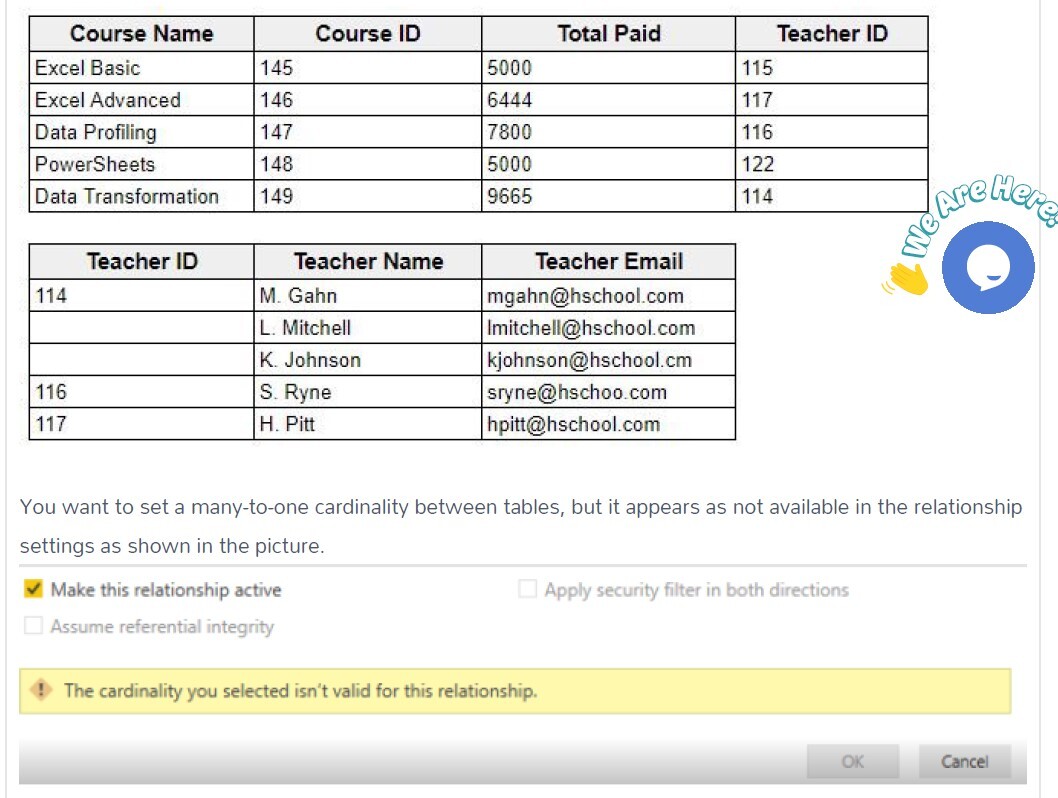 Course Name Course ID Total Paid Teacher ID
Excel Basic 145 5000 115
Excel Advanced 146 6444 117
Data Profiling 147 7800 116
PowerSheets 148 5000 122
Data Transformation 149 9665 114
We Are Here!
Teacher ID Teacher Name Teacher Email
114 M. Gahn mgahn@hschool.com
L. Mitchell lmitchell@hschool.com
K. Johnson kjohnson@hschool.cm
116 S. Ryne sryne@hschoo.com
117 H. Pitt hpitt@hschool.com
You want to set a many-to-one cardinality between tables, but it appears as not available in the relationship
settings as shown in the picture.
Make this relationship active Apply security filter in both directions
Assume referential integrity
The cardinality you selected isn't valid for this relationship.
OK Cancel